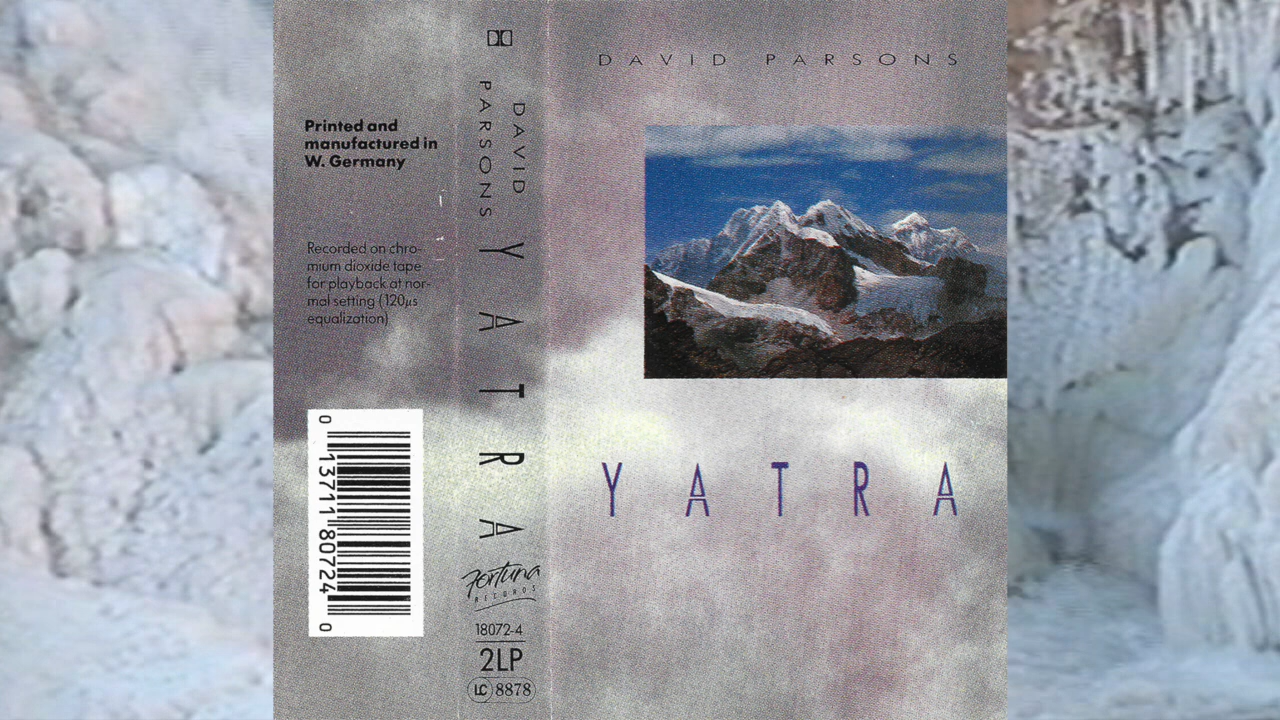 Printed and
manufactured in
W. Germany
Recorded on chro-
mium dioxide tape
for playback at nor-
mal setting (120µs
equalization)
0 13711 80724 0
DAVID
PARSONS
YATRA
Fortuna
RECORDS
18072-4
2LP
LC 8878
DAVID PARSONS
YATRA